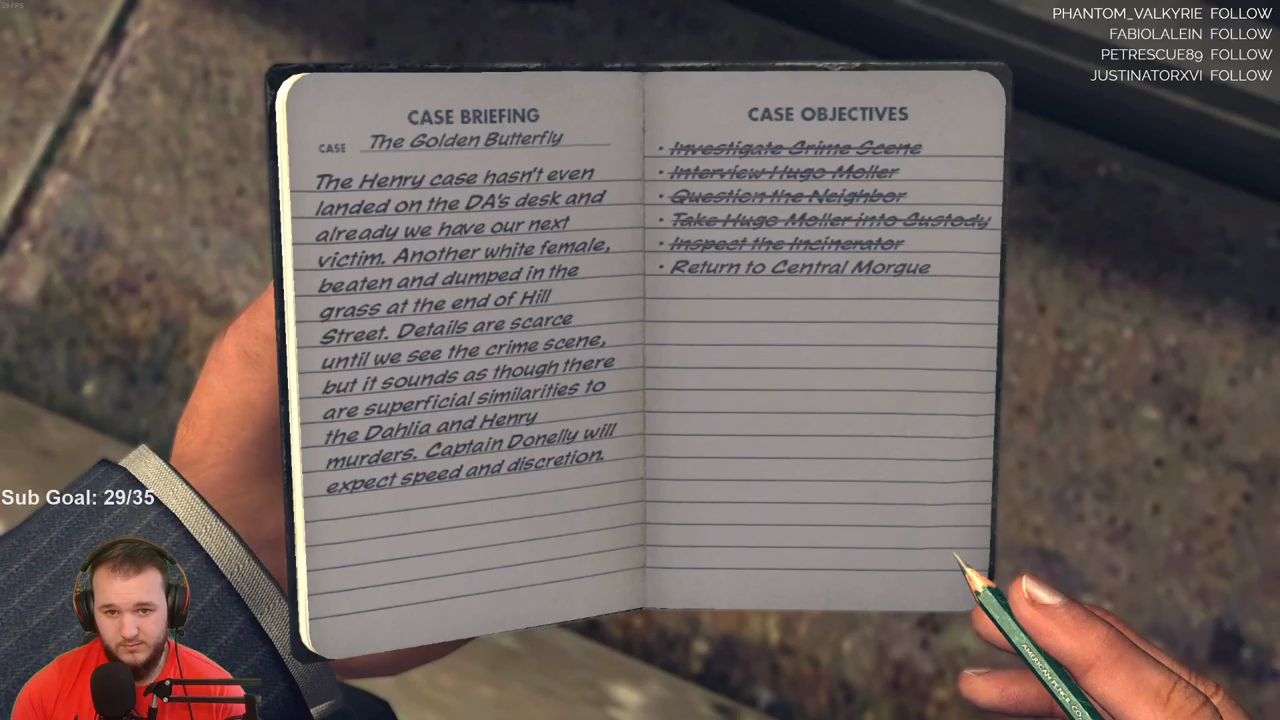 19 FPS
PHANTOM_VALKYRIE FOLLOW
FABIOLALEIN FOLLOW
PETRESCUE89 FOLLOW
JUSTINATORXVI FOLLOW
CASE BRIEFING
CASE The Golden Butterfly
The Henry case hasn't even
landed on the DA's desk and
already we have our next
victim. Another white female,
beaten and dumped in the
grass at the end of Hill
Street. Details are scarce
until we see the crime scene,
but it sounds as though there
are superficial similarities to
the Dahlia and Henry
murders. Captain Donelly will
expect speed and discretion.
CASE OBJECTIVES
• Investigate Crime Scene
• Interview Hugo Moller
• Question the Neighbor
• Take Hugo Moller into Custody
• Inspect the Incinerator
• Return to Central Morgue
Sub Goal: 29/35
AMERICAN PENCIL CO.